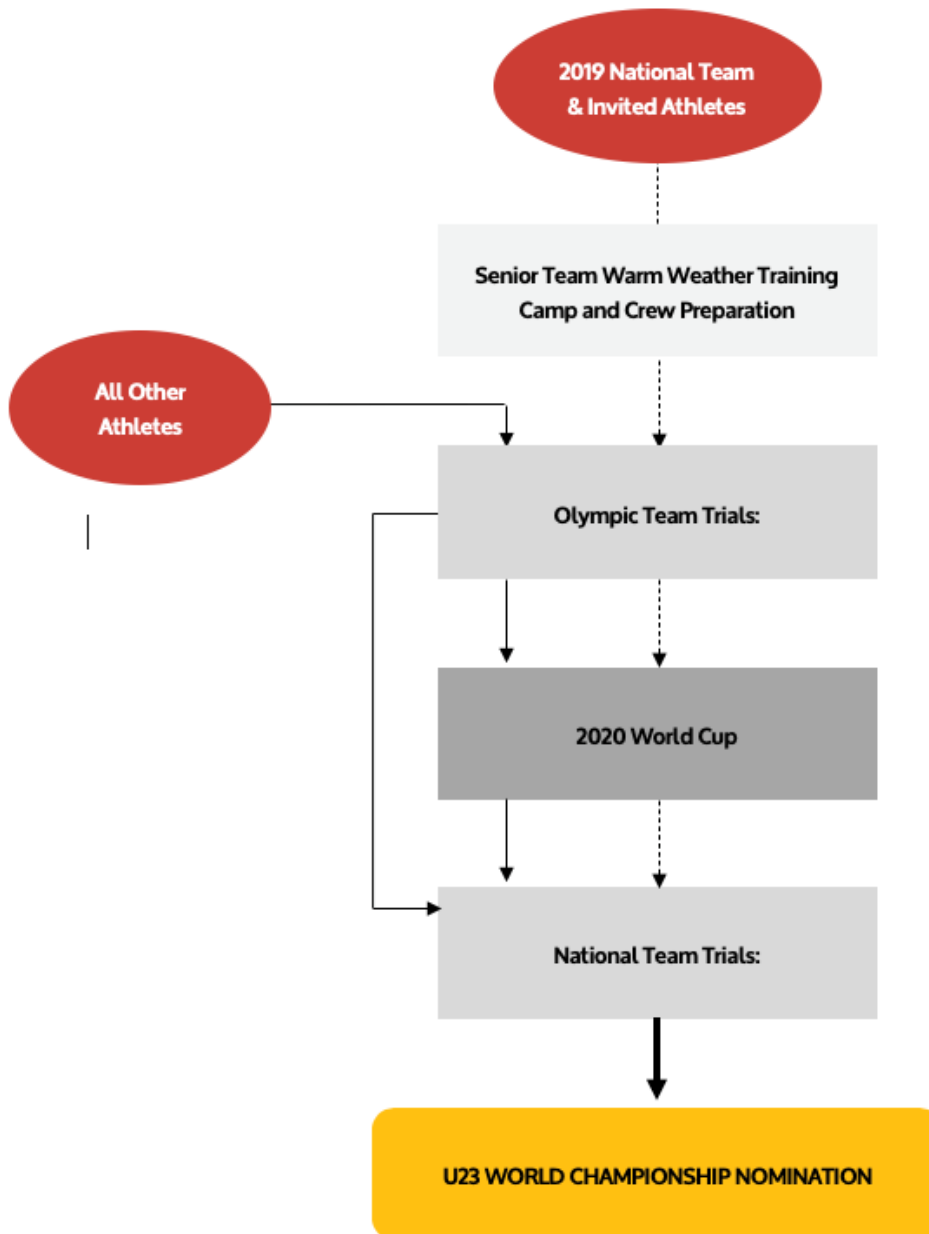 2019 National Team
& Invited Athletes
Senior Team Warm Weather Training
Camp and Crew Preparation
All Other
Athletes
Olympic Team Trials:
2020 World Cup
National Team Trials:
U23 WORLD CHAMPIONSHIP NOMINATION